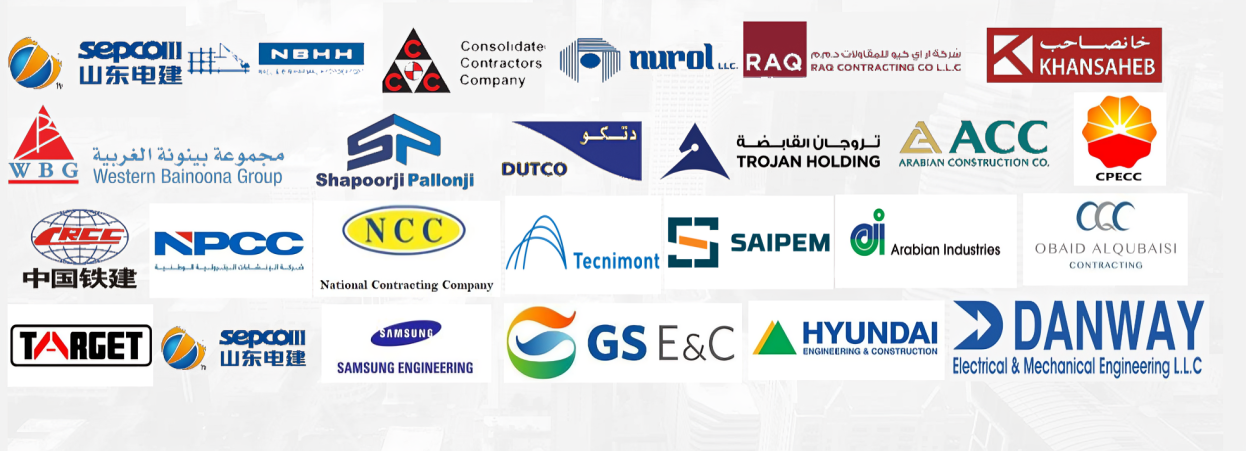 SEPCOIII
山东电建
NBHH
CCC
Consolidate
Contractors
Company
nurol L.L.C.
RAQ
شركة اراي كيو للمقاولات ذ.م.م
RAQ CONTRACTING CO L.L.C
خانصاحب
KHANSAHEB
WBG
مجموعة بينونة الغربية
Western Bainoona Group
SP
Shapoorji Pallonji
دتكو
DUTCO
تروجان القابضة
TROJAN HOLDING
ACC
ARABIAN CONSTRUCTION CO.
CPECC
CRCC
中国铁建
NPCC
شركة الإنشاءات البترولية الوطنية
NCC
National Contracting Company
Tecnimont
SAIPEM
Arabian Industries
OBAID ALQUBAISI
CONTRACTING
TARGET
SEPCOIII
山东电建
SAMSUNG
SAMSUNG ENGINEERING
GS E&C
HYUNDAI
ENGINEERING & CONSTRUCTION
DANWAY
Electrical & Mechanical Engineering L.L.C